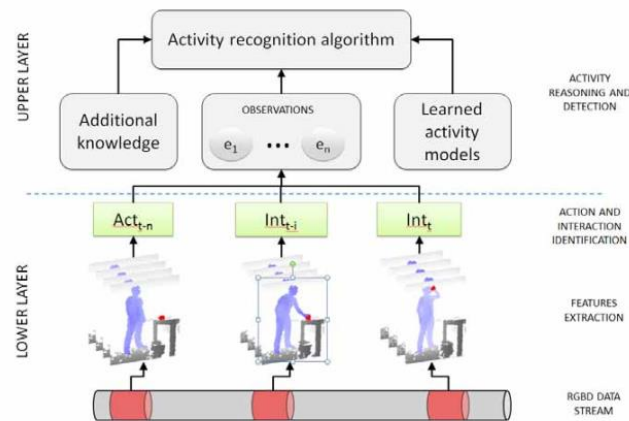 Activity recognition algorithm
UPPER LAYER
ACTIVITY
REASONING AND
DETECTION
Additional
knowledge
OBSERVATIONS
e1 ... en
Learned
activity
models
Actt-n
Intt-i
Intt
ACTION AND
INTERACTION
IDENTIFICATION
LOWER LAYER
FEATURES
EXTRACTION
RGBD DATA
STREAM